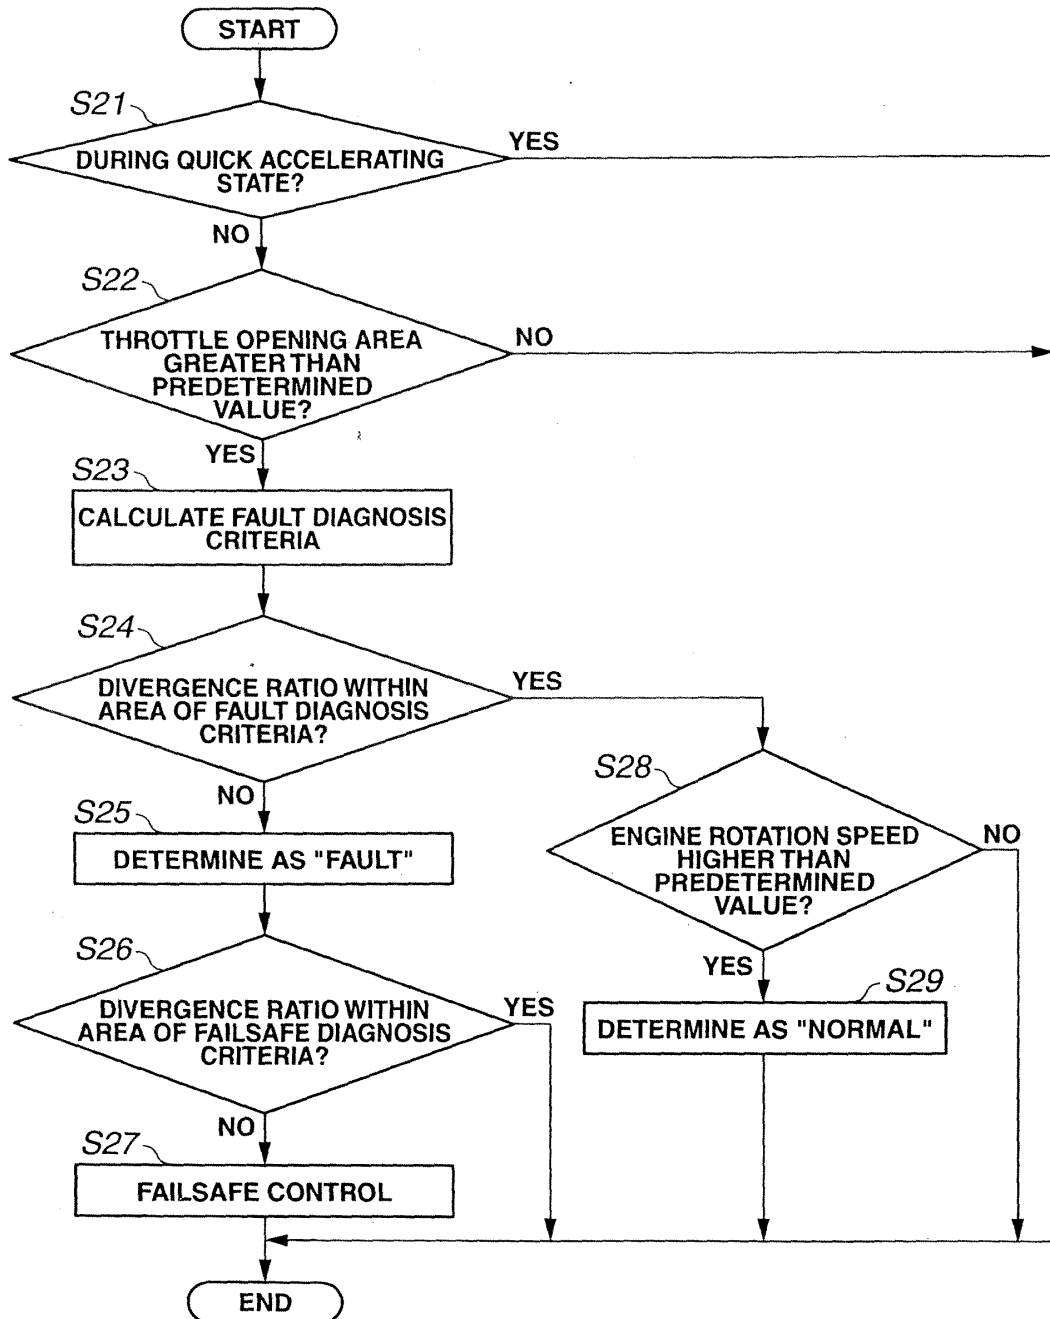 START
S21
DURING QUICK ACCELERATING
STATE?
YES
NO
S22
THROTTLE OPENING AREA
GREATER THAN
PREDETERMINED
VALUE?
NO
YES
S23
CALCULATE FAULT DIAGNOSIS
CRITERIA
S24
DIVERGENCE RATIO WITHIN
AREA OF FAULT DIAGNOSIS
CRITERIA?
YES
NO
S25
DETERMINE AS "FAULT"
S28
ENGINE ROTATION SPEED
HIGHER THAN
PREDETERMINED
VALUE?
NO
YES
S29
DETERMINE AS "NORMAL"
S26
DIVERGENCE RATIO WITHIN
AREA OF FAILSAFE DIAGNOSIS
CRITERIA?
YES
NO
S27
FAILSAFE CONTROL
END